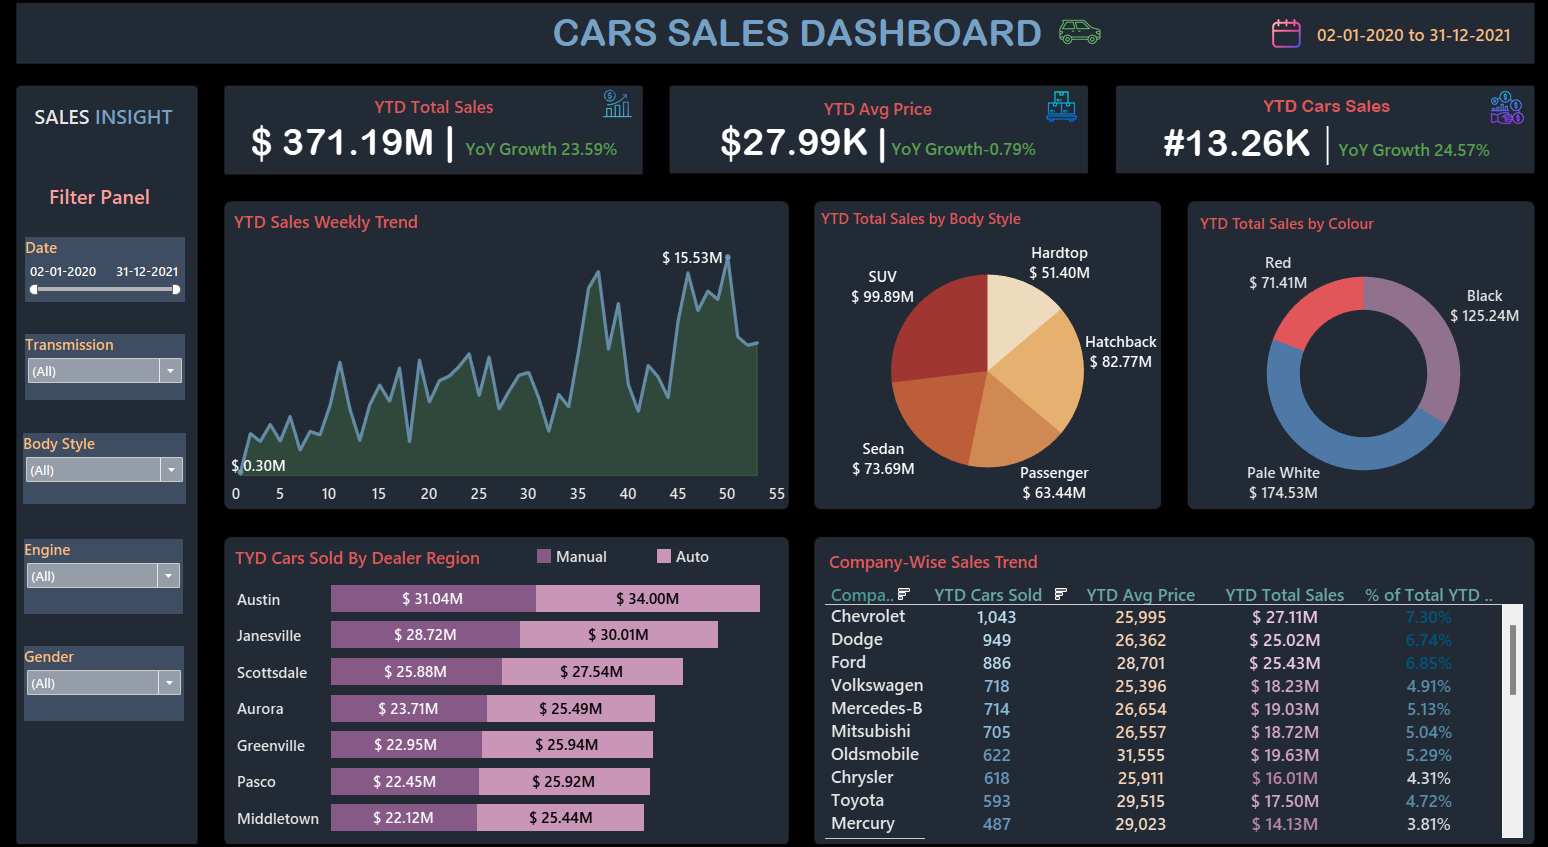 CARS SALES DASHBOARD
02-01-2020 to 31-12-2021
SALES INSIGHT
Filter Panel
Date
02-01-2020 31-12-2021
Transmission
(All)
Body Style
(All)
Engine
(All)
Gender
(All)
YTD Total Sales
$ 371.19M | YoY Growth 23.59%
YTD Avg Price
$27.99K | YoY Growth-0.79%
YTD Cars Sales
#13.26K | YoY Growth 24.57%
YTD Sales Weekly Trend
$ 15.53M
$ 0.30M
0 5 10 15 20 25 30 35 40 45 50 55
YTD Total Sales by Body Style
Hardtop
$ 51.40M
SUV
$ 99.89M
Hatchback
$ 82.77M
Sedan
$ 73.69M
Passenger
$ 63.44M
YTD Total Sales by Colour
Red
$ 71.41M
Black
$ 125.24M
Pale White
$ 174.53M
TYD Cars Sold By Dealer Region
Manual Auto
Austin $ 31.04M $ 34.00M
Janesville $ 28.72M $ 30.01M
Scottsdale $ 25.88M $ 27.54M
Aurora $ 23.71M $ 25.49M
Greenville $ 22.95M $ 25.94M
Pasco $ 22.45M $ 25.92M
Middletown $ 22.12M $ 25.44M
Company-Wise Sales Trend
Compa.. YTD Cars Sold YTD Avg Price YTD Total Sales % of Total YTD ..
Chevrolet 1,043 25,995 $ 27.11M 7.30%
Dodge 949 26,362 $ 25.02M 6.74%
Ford 886 28,701 $ 25.43M 6.85%
Volkswagen 718 25,396 $ 18.23M 4.91%
Mercedes-B 714 26,654 $ 19.03M 5.13%
Mitsubishi 705 26,557 $ 18.72M 5.04%
Oldsmobile 622 31,555 $ 19.63M 5.29%
Chrysler 618 25,911 $ 16.01M 4.31%
Toyota 593 29,515 $ 17.50M 4.72%
Mercury 487 29,023 $ 14.13M 3.81%